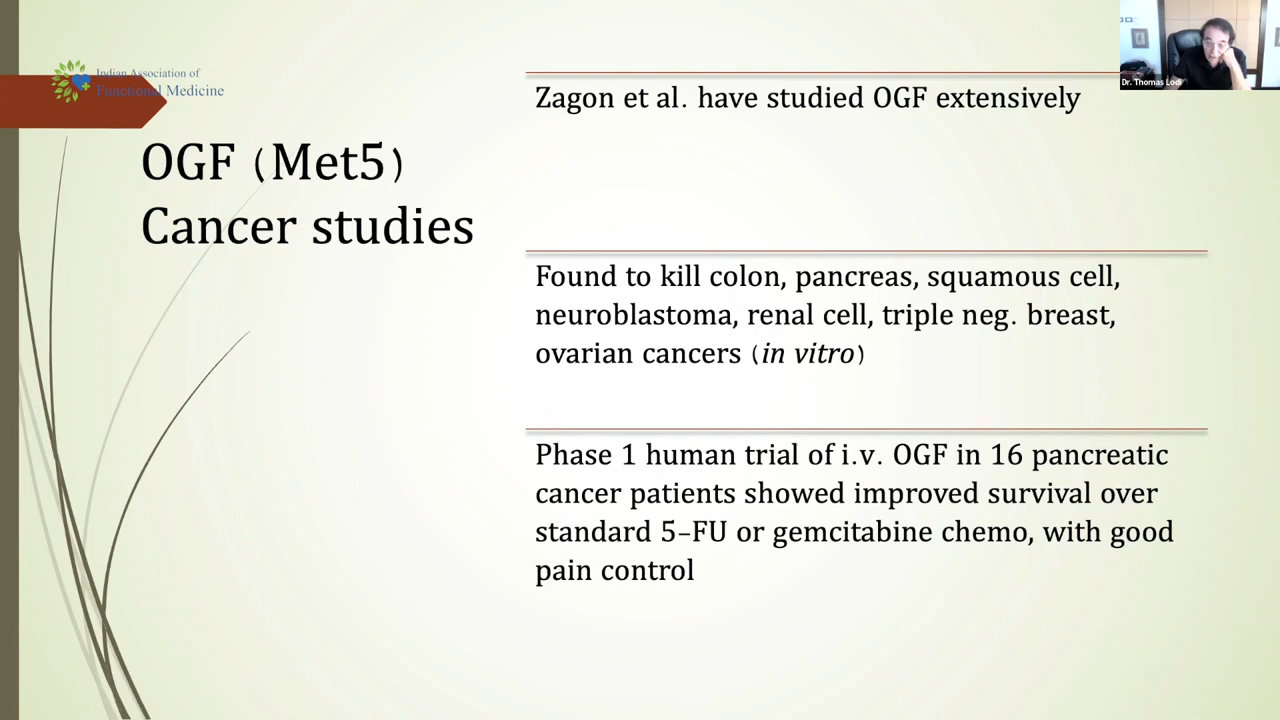 Indian Association of
Functional Medicine
OGF (Met5)
Cancer studies
Zagon et al. have studied OGF extensively
Found to kill colon, pancreas, squamous cell,
neuroblastoma, renal cell, triple neg. breast,
ovarian cancers (in vitro)
Phase 1 human trial of i.v. OGF in 16 pancreatic
cancer patients showed improved survival over
standard 5-FU or gemcitabine chemo, with good
pain control
Dr. Thomas Lodi